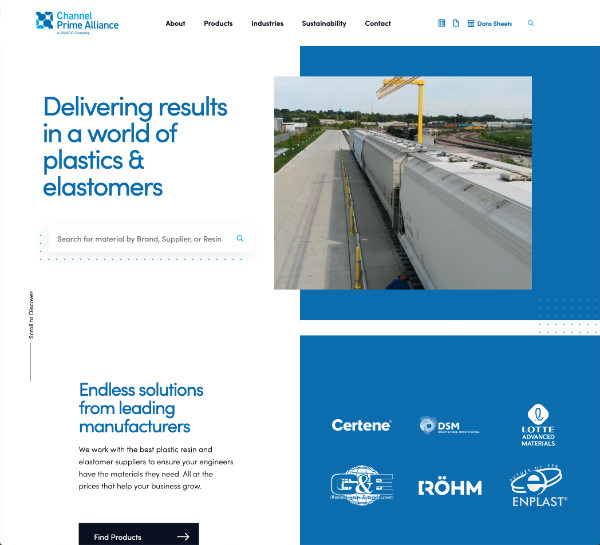 Channel
Prime Alliance
a GRAFCO Company
About
Products
Industries
Sustainability
Contact
Data Sheets
Delivering results
in a world of
plastics &
elastomers
Search for material by Brand, Supplier, or Resin
Scroll to Discover
Endless solutions
from leading
manufacturers
We work with the best plastic resin and
elastomer suppliers to ensure your engineers
have the materials they need. All at the
prices that help your business grow.
Find Products
Certene
DSM
LOTTE
ADVANCED
MATERIALS
G&E
RÖHM
ENPLAST®